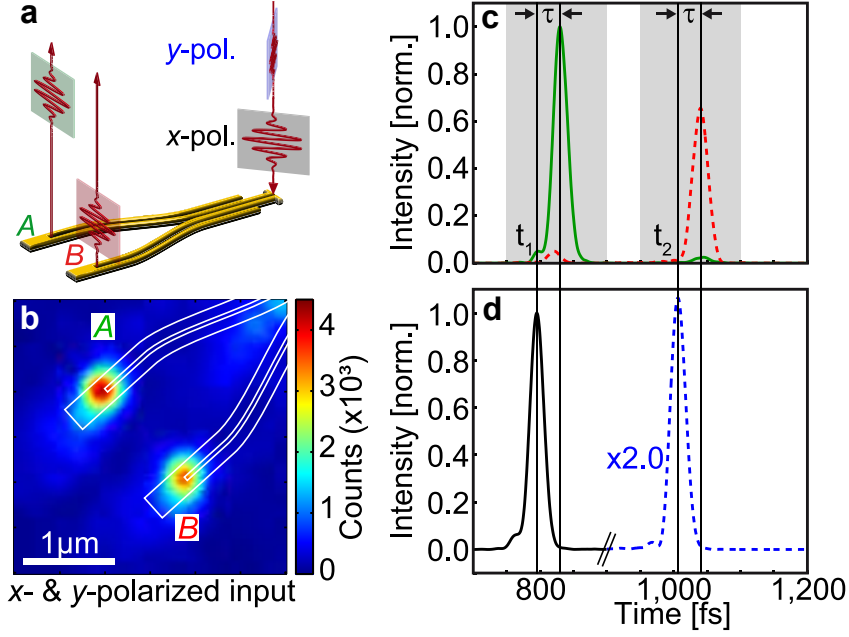 a
y-pol.
x-pol.
A
B
b
A
B
1μm
x- & y-polarized input
4
3
2
1
0
Counts (x10³)
c
τ
τ
1.0
0.8
0.6
0.4
0.2
0.0
Intensity [norm.]
t₁
t₂
d
1.0
0.8
0.6
0.4
0.2
0.0
Intensity [norm.]
x2.0
800
1,000
1,200
Time [fs]